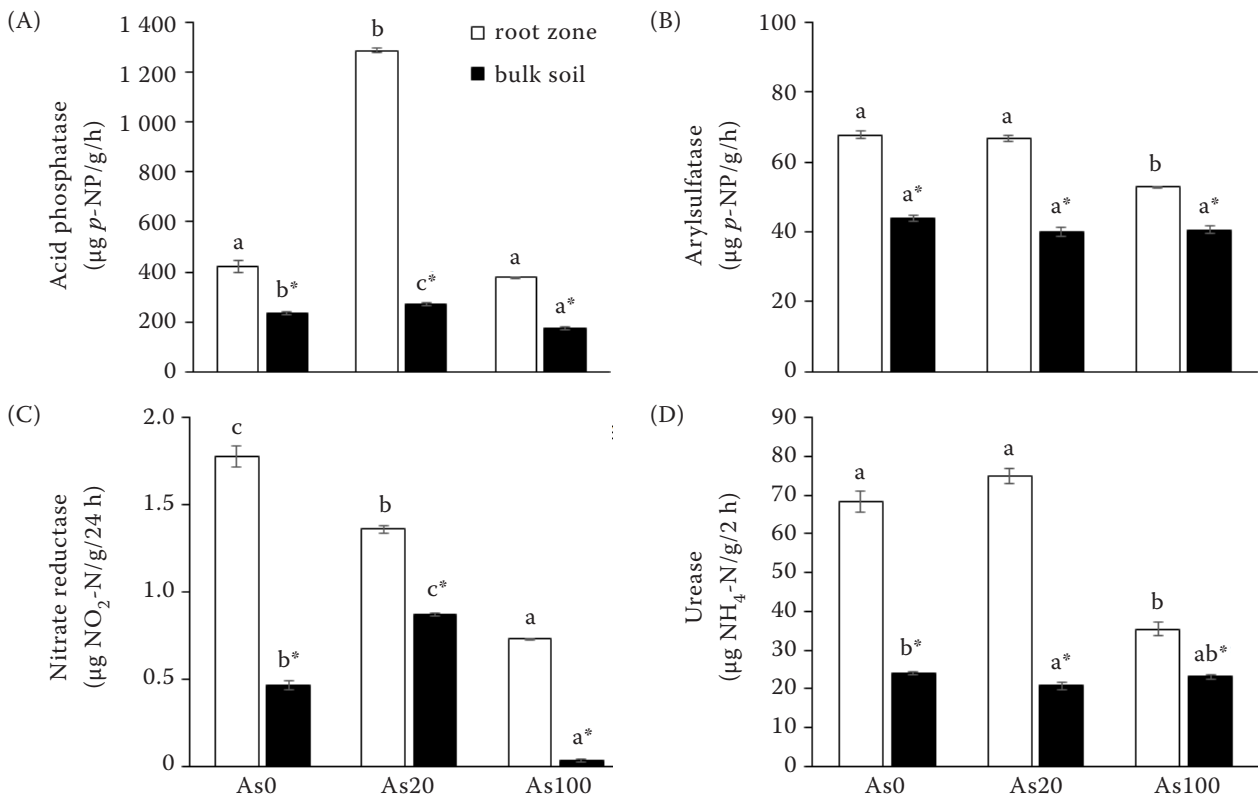 (A)
Acid phosphatase
(µg p-NP/g/h)
1 400
1 200
1 000
800
600
400
200
0
root zone
bulk soil
a
b*
b
c*
a
a*
(B)
Arylsulfatase
(µg p-NP/g/h)
100
80
60
40
20
0
a
a*
a
a*
b
a*
(C)
Nitrate reductase
(µg NO₂-N/g/24 h)
2.0
1.5
1.0
0.5
0
c
b*
b
c*
a
a*
As0 As20 As100
(D)
Urease
(µg NH₄-N/g/2 h)
90
80
70
60
50
40
30
20
10
0
a
b*
a
a*
b
ab*
As0 As20 As100